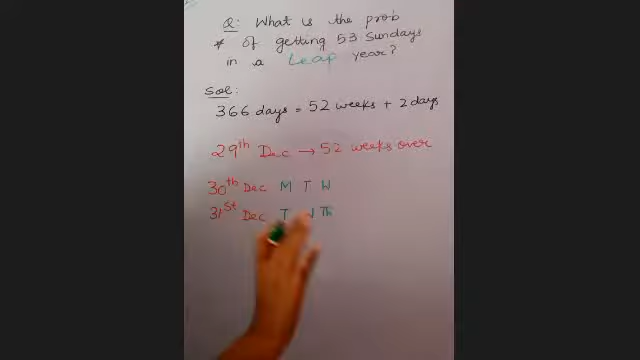 Q: What is the prob
* of getting 53 Sundays
in a Leap year?
Sol:
366 days = 52 weeks + 2 days
29th Dec → 52 weeks over
30th Dec M T W
31st Dec T W Th